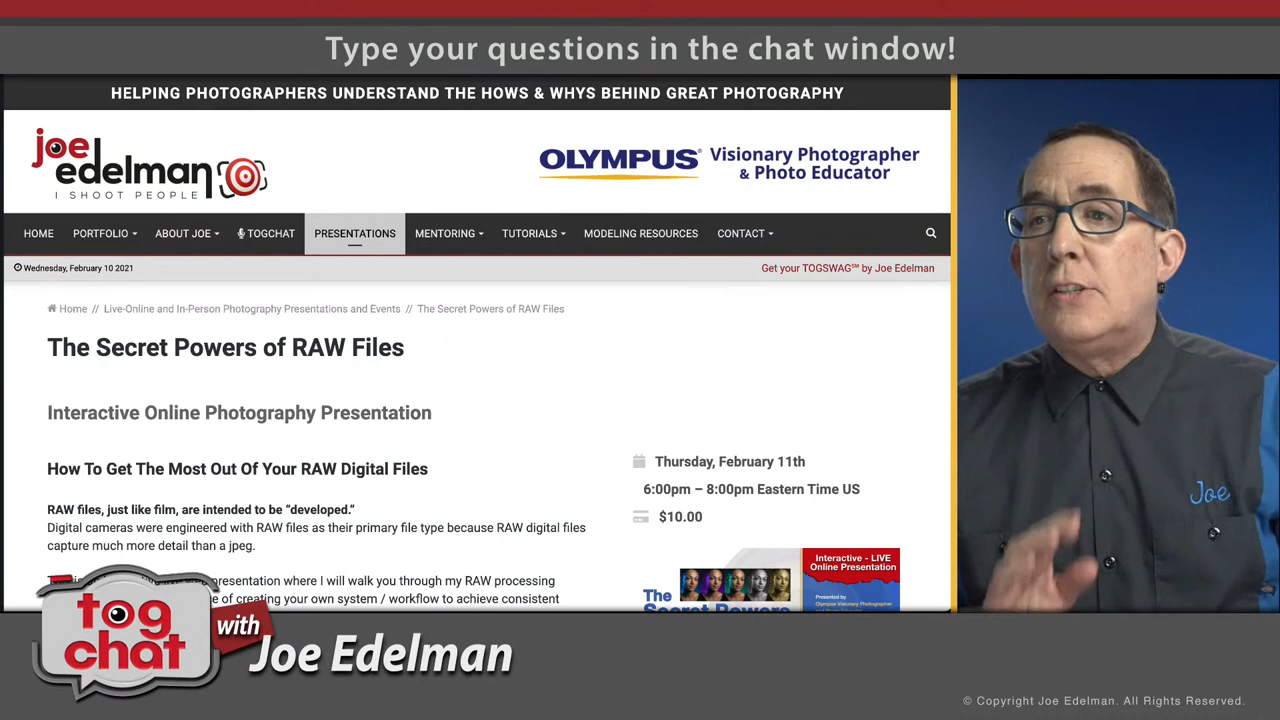 Type your questions in the chat window!
HELPING PHOTOGRAPHERS UNDERSTAND THE HOWS & WHYS BEHIND GREAT PHOTOGRAPHY
joe
edelman
I SHOOT PEOPLE
OLYMPUS® Visionary Photographer
& Photo Educator
HOME PORTFOLIO ABOUT JOE TOGCHAT PRESENTATIONS MENTORING TUTORIALS MODELING RESOURCES CONTACT
Wednesday, February 10 2021
Get your TOGSWAG℠ by Joe Edelman
Home // Live-Online and In-Person Photography Presentations and Events // The Secret Powers of RAW Files
The Secret Powers of RAW Files
Interactive Online Photography Presentation
How To Get The Most Out Of Your RAW Digital Files
RAW files, just like film, are intended to be “developed.”
Digital cameras were engineered with RAW files as their primary file type because RAW digital files
capture much more detail than a jpeg.
presentation where I will walk you through my RAW processing
of creating your own system / workflow to achieve consistent
Thursday, February 11th
6:00pm – 8:00pm Eastern Time US
$10.00
The
Secret Powers
Interactive - LIVE
Online Presentation
Presented by
Olympus Visionary Photographer
Joe
tog
chat
with
Joe Edelman
© Copyright Joe Edelman. All Rights Reserved.